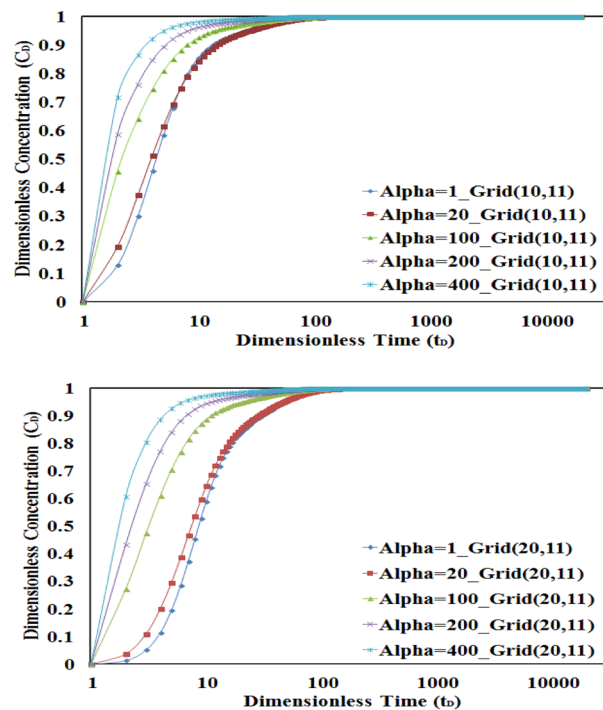 Dimensionless Concentration (CD)
1
0.9
0.8
0.7
0.6
0.5
0.4
0.3
0.2
0.1
0
Alpha=1_Grid(10,11)
Alpha=20_Grid(10,11)
Alpha=100_Grid(10,11)
Alpha=200_Grid(10,11)
Alpha=400_Grid(10,11)
1 10 100 1000 10000
Dimensionless Time (tD)
Dimensionless Concentration (CD)
1
0.9
0.8
0.7
0.6
0.5
0.4
0.3
0.2
0.1
0
Alpha=1_Grid(20,11)
Alpha=20_Grid(20,11)
Alpha=100_Grid(20,11)
Alpha=200_Grid(20,11)
Alpha=400_Grid(20,11)
1 10 100 1000 10000
Dimensionless Time (tD)